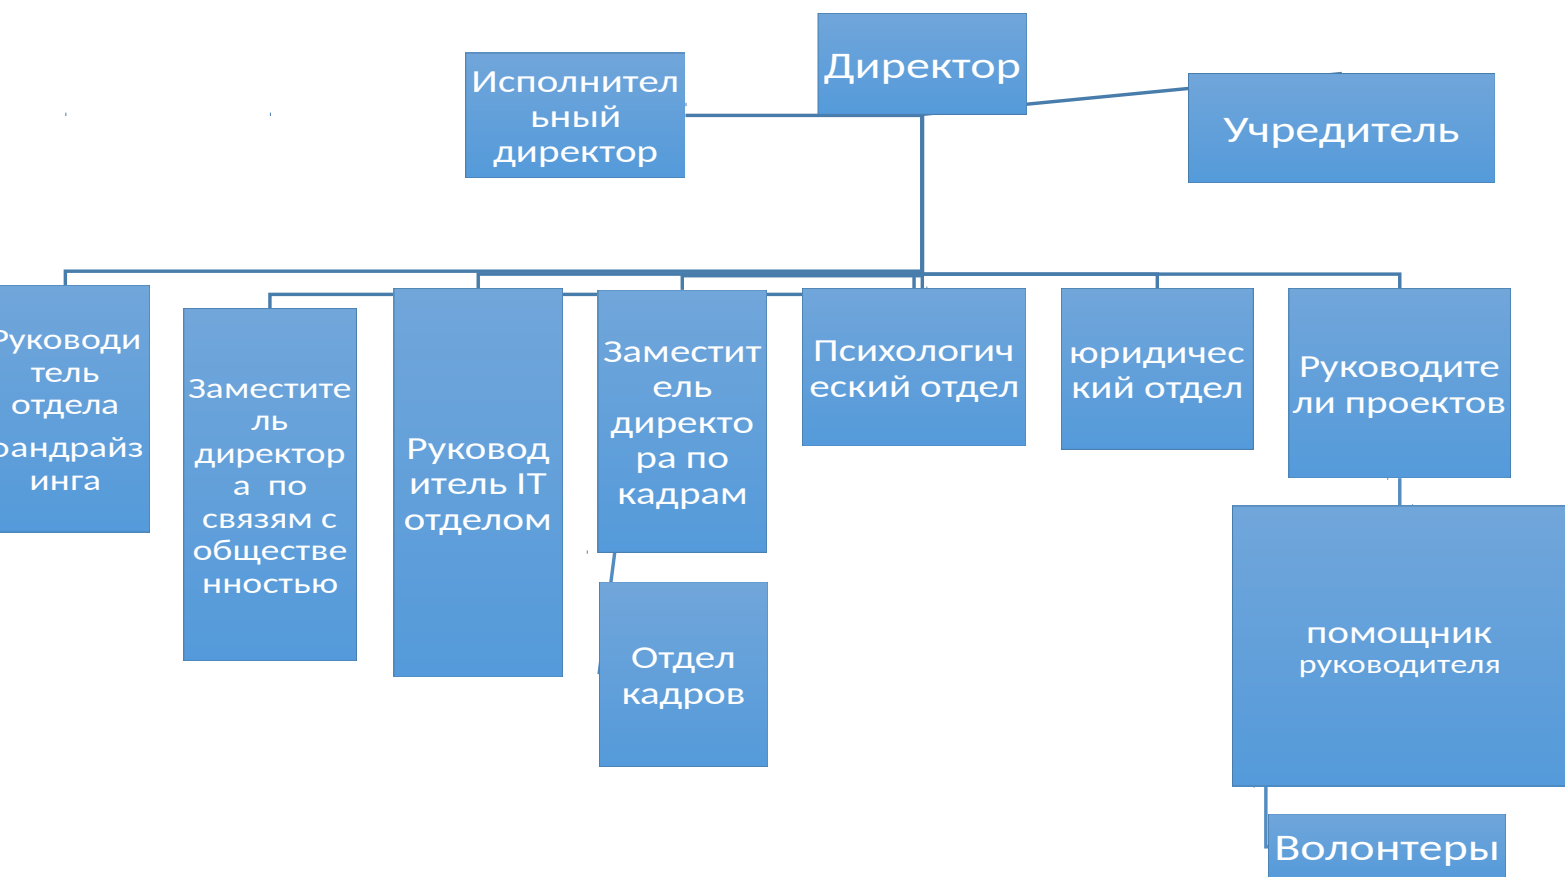 Директор
Исполнител
ьный
директор
Учредитель
Руководи
тель
отдела
инга
Заместите
ль
директор
а по
связям с
обществе
нностью
Руковод
итель IT
отделом
Заместит
ель
директо
ра по
кадрам
Отдел
кадров
Психологич
еский отдел
юридичес
кий отдел
Руководите
ли проектов
помощник
руководителя
Волонтеры